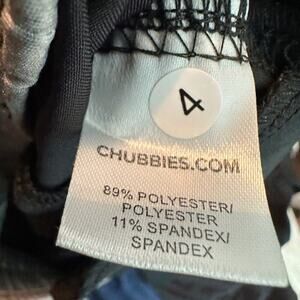 4
CHUBBIES.COM
89% POLYESTER/
POLYESTER
11% SPANDEX/
SPANDEX